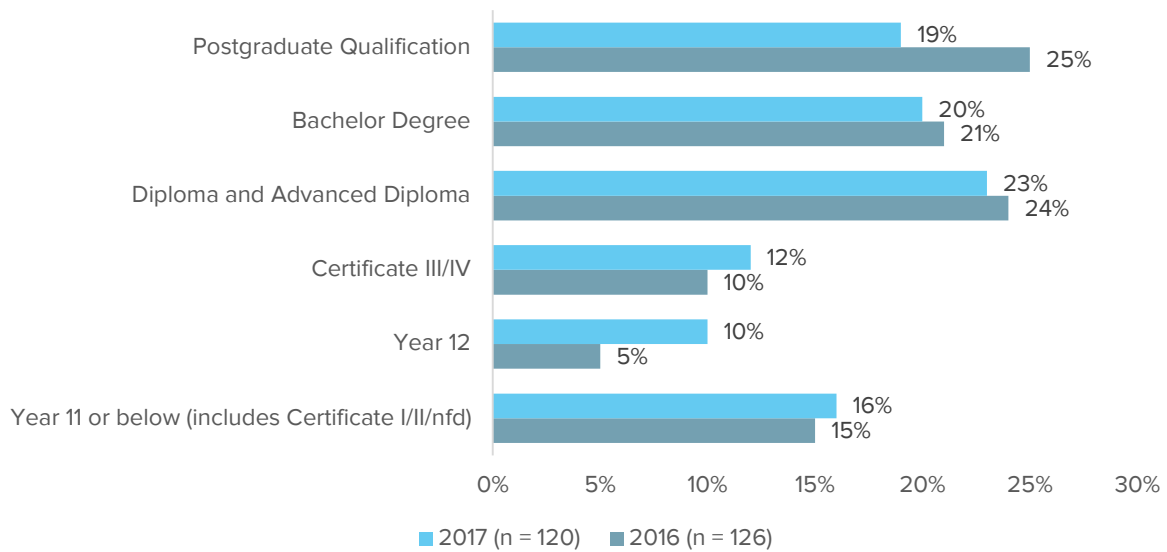 Postgraduate Qualification
19%
25%
Bachelor Degree
20%
21%
Diploma and Advanced Diploma
23%
24%
Certificate III/IV
12%
10%
Year 12
10%
5%
Year 11 or below (includes Certificate I/II/nfd)
16%
15%
0% 5% 10% 15% 20% 25% 30%
2017 (n = 120) 2016 (n = 126)